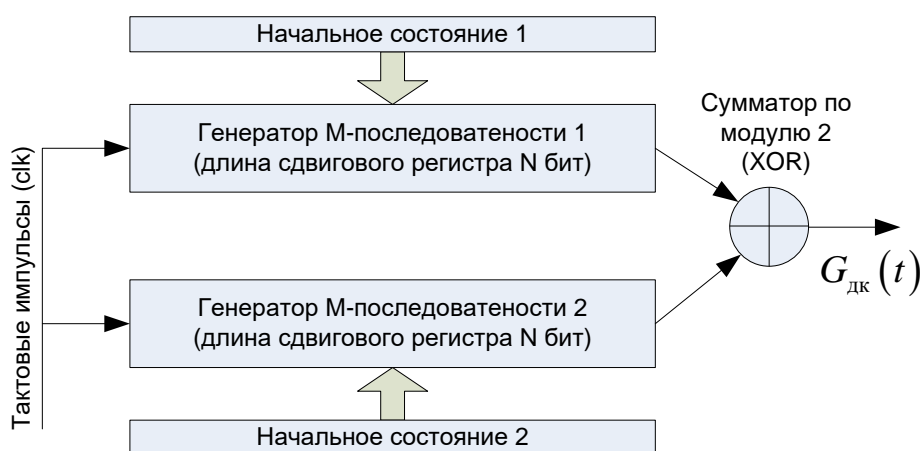 Начальное состояние 1
Генератор М-последоватености 1
(длина сдвигового регистра N бит)
Сумматор по
модулю 2
(XOR)
Тактовые импульсы (clk)
G дк (t)
Генератор М-последоватености 2
(длина сдвигового регистра N бит)
Начальное состояние 2